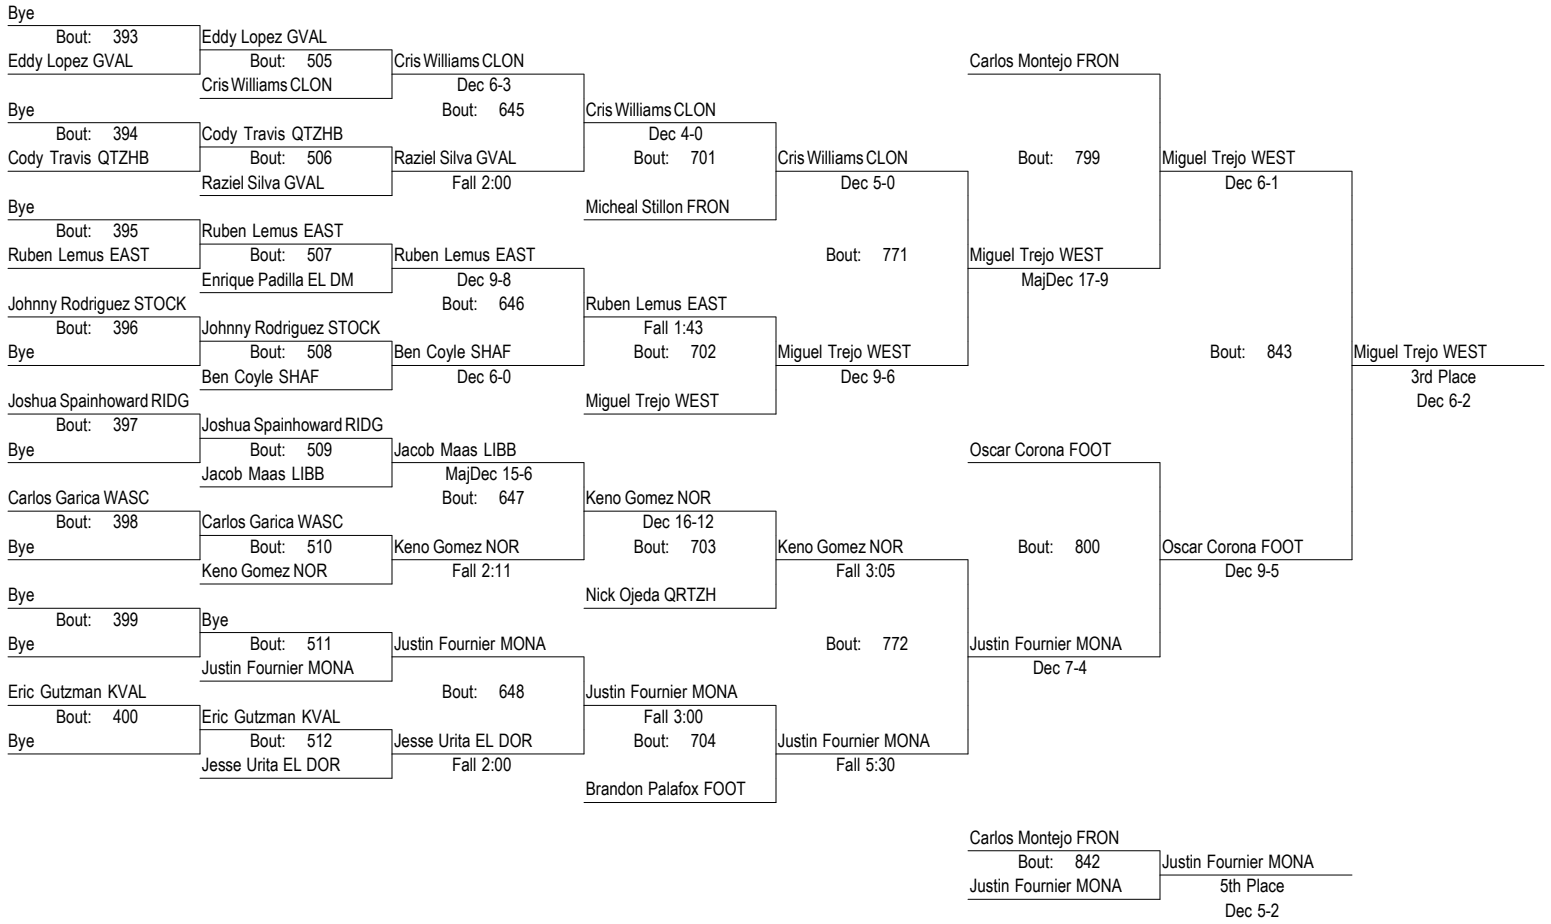 Bye
Bout: 393 Eddy Lopez GVAL
Eddy Lopez GVAL Bout: 505 Cris Williams CLON Carlos Montejo FRON
Cris Williams CLON Dec 6-3
Bye Bout: 645 Cris Williams CLON
Bout: 394 Cody Travis QTZHB Dec 4-0
Cody Travis QTZHB Bout: 506 Raziel Silva GVAL Bout: 701 Cris Williams CLON Bout: 799 Miguel Trejo WEST
Raziel Silva GVAL Fall 2:00 Dec 5-0 Dec 6-1
Bye Micheal Stillon FRON
Bout: 395 Ruben Lemus EAST
Ruben Lemus EAST Bout: 507 Ruben Lemus EAST Bout: 771 Miguel Trejo WEST
Enrique Padilla EL DM Dec 9-8 MajDec 17-9
Johnny Rodriguez STOCK Bout: 646 Ruben Lemus EAST
Bout: 396 Johnny Rodriguez STOCK Fall 1:43
Bye Bout: 508 Ben Coyle SHAF Bout: 702 Miguel Trejo WEST Bout: 843 Miguel Trejo WEST
Ben Coyle SHAF Dec 6-0 Dec 9-6 3rd Place
Joshua Spainhoward RIDG Miguel Trejo WEST Dec 6-2
Bout: 397 Joshua Spainhoward RIDG
Bye Bout: 509 Jacob Maas LIBB Oscar Corona FOOT
Jacob Maas LIBB MajDec 15-6
Carlos Garica WASC Bout: 647 Keno Gomez NOR
Bout: 398 Carlos Garica WASC Dec 16-12
Bye Bout: 510 Keno Gomez NOR Bout: 703 Keno Gomez NOR Bout: 800 Oscar Corona FOOT
Keno Gomez NOR Fall 2:11 Fall 3:05 Dec 9-5
Bye Nick Ojeda QRTZH
Bout: 399 Bye
Bye Bout: 511 Justin Fournier MONA Bout: 772 Justin Fournier MONA
Justin Fournier MONA Dec 7-4
Eric Gutzman KVAL Bout: 648 Justin Fournier MONA
Bout: 400 Eric Gutzman KVAL Fall 3:00
Bye Bout: 512 Jesse Urita EL DOR Bout: 704 Justin Fournier MONA
Jesse Urita EL DOR Fall 2:00 Fall 5:30
Brandon Palafox FOOT
Carlos Montejo FRON
Bout: 842 Justin Fournier MONA
Justin Fournier MONA 5th Place
Dec 5-2